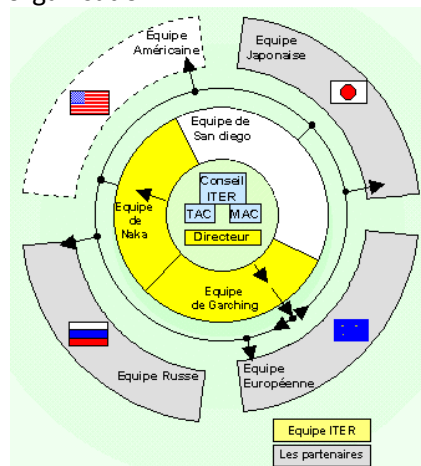 Équipe
Américaine
Equipe
Japonaise
Equipe de
San diego
Conseil
ITER
TAC
MAC
Directeur
Equipe
de
Naka
Equipe
de Garching
Equipe Russe
Equipe
Européenne
Equipe ITER
Les partenaires